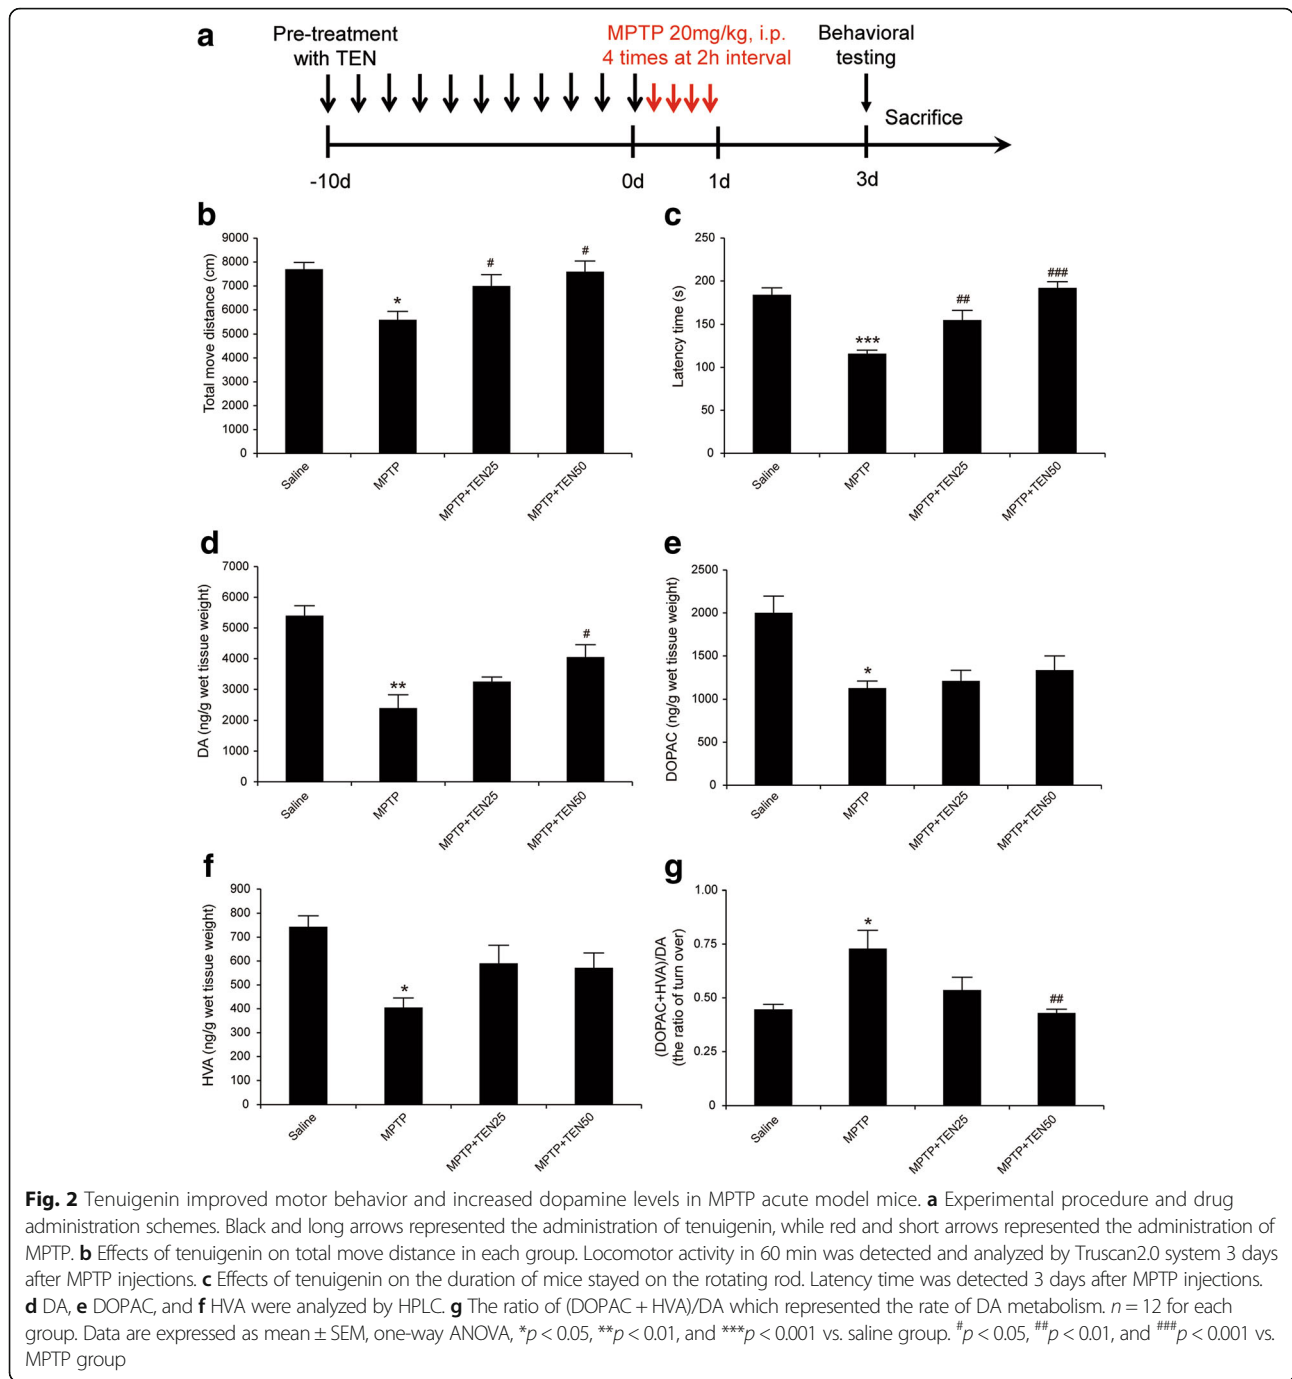 a
Pre-treatment
with TEN
MPTP 20mg/kg, i.p.
4 times at 2h interval
Behavioral
testing
Sacrifice
-10d
0d
1d
3d
b
Total move distance (cm)
9000
8000
7000
6000
5000
4000
3000
2000
1000
0
*
#
#
Saline
MPTP
MPTP+TEN25
MPTP+TEN50
c
Latency time (s)
250
200
150
100
50
0
***
##
###
Saline
MPTP
MPTP+TEN25
MPTP+TEN50
d
DA (ng/g wet tissue weight)
7000
6000
5000
4000
3000
2000
1000
0
**
#
Saline
MPTP
MPTP+TEN25
MPTP+TEN50
e
DOPAC (ng/g wet tissue weight)
2500
2000
1500
1000
500
0
*
Saline
MPTP
MPTP+TEN25
MPTP+TEN50
f
HVA (ng/g wet tissue weight)
900
800
700
600
500
400
300
200
100
0
*
Saline
MPTP
MPTP+TEN25
MPTP+TEN50
g
(DOPAC+HVA)/DA
(the ratio of turn over)
1.00
0.75
0.50
0.25
0
*
##
Saline
MPTP
MPTP+TEN25
MPTP+TEN50
Fig. 2 Tenuigenin improved motor behavior and increased dopamine levels in MPTP acute model mice. a Experimental procedure and drug
administration schemes. Black and long arrows represented the administration of tenuigenin, while red and short arrows represented the administration of
MPTP. b Effects of tenuigenin on total move distance in each group. Locomotor activity in 60 min was detected and analyzed by Truscan2.0 system 3 days
after MPTP injections. c Effects of tenuigenin on the duration of mice stayed on the rotating rod. Latency time was detected 3 days after MPTP injections.
d DA, e DOPAC, and f HVA were analyzed by HPLC. g The ratio of (DOPAC + HVA)/DA which represented the rate of DA metabolism. n = 12 for each
group. Data are expressed as mean ± SEM, one-way ANOVA, *p < 0.05, **p < 0.01, and ***p < 0.001 vs. saline group. #p < 0.05, ##p < 0.01, and ###p < 0.001 vs.
MPTP group